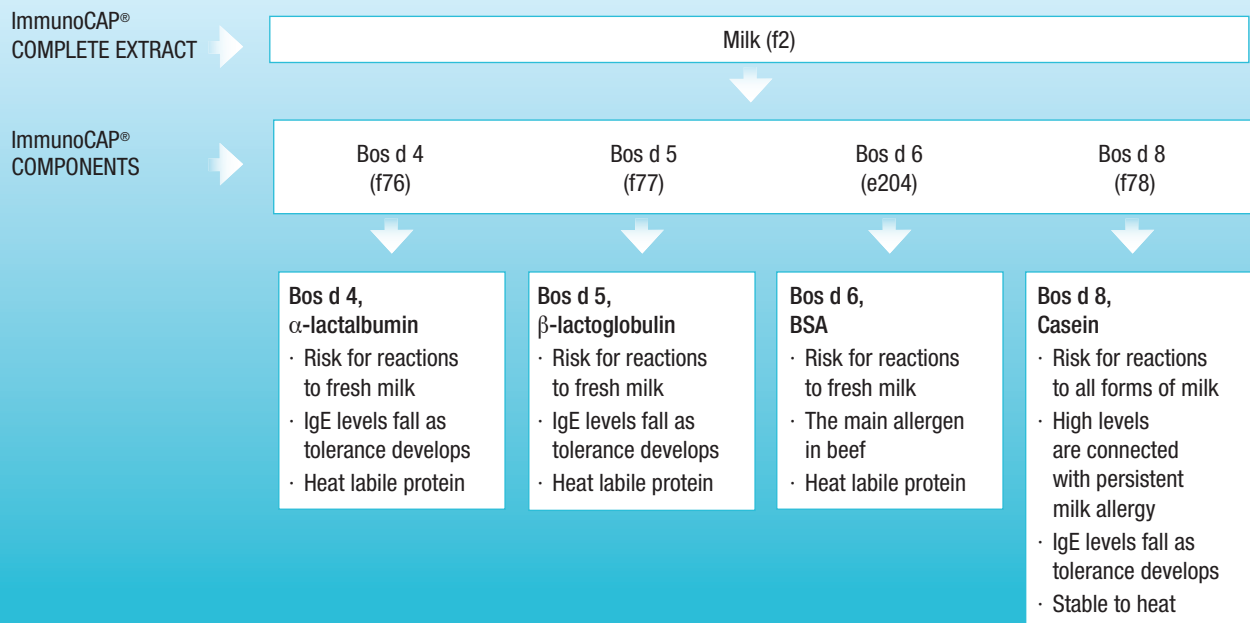 ImmunoCAP®
COMPLETE EXTRACT
Milk (f2)
ImmunoCAP®
COMPONENTS
Bos d 4
(f76)
Bos d 5
(f77)
Bos d 6
(e204)
Bos d 8
(f78)
Bos d 4,
α-lactalbumin
· Risk for reactions
to fresh milk
· IgE levels fall as
tolerance develops
· Heat labile protein
Bos d 5,
β-lactoglobulin
· Risk for reactions
to fresh milk
· IgE levels fall as
tolerance develops
· Heat labile protein
Bos d 6,
BSA
· Risk for reactions
to fresh milk
· The main allergen
in beef
· Heat labile protein
Bos d 8,
Casein
· Risk for reactions
to all forms of milk
· High levels
are connected
with persistent
milk allergy
· IgE levels fall as
tolerance develops
· Stable to heat